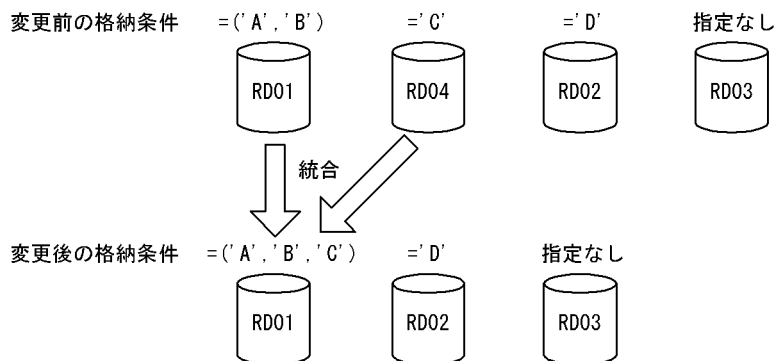 変更前の格納条件 =('A','B') ='C' ='D' 指定なし
RD01 RD04 RD02 RD03
統合
変更後の格納条件 =('A','B','C') ='D' 指定なし
RD01 RD02 RD03